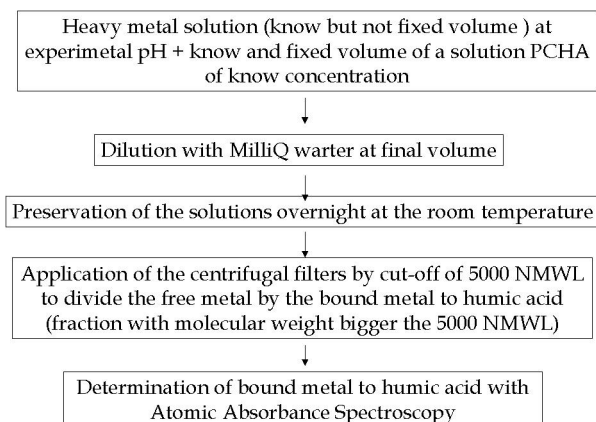 Heavy metal solution (know but not fixed volume ) at
experimetal pH + know and fixed volume of a solution PCHA
of know concentration
Dilution with MilliQ warter at final volume
Preservation of the solutions overnight at the room temperature
Application of the centrifugal filters by cut-off of 5000 NMWL
to divide the free metal by the bound metal to humic acid
(fraction with molecular weight bigger the 5000 NMWL)
Determination of bound metal to humic acid with
Atomic Absorbance Spectroscopy